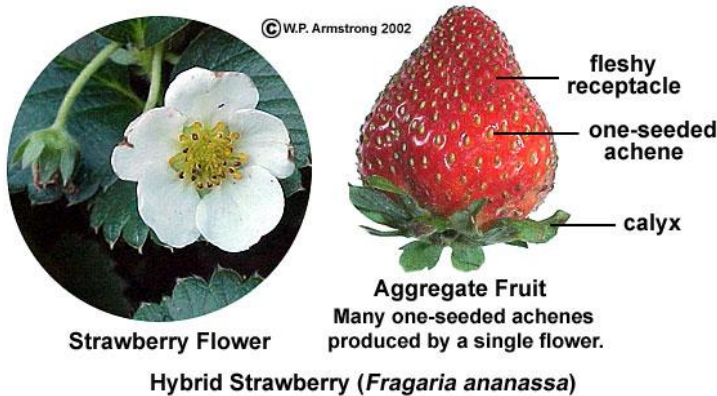 © W.P. Armstrong 2002
fleshy
receptacle
one-seeded
achene
calyx
Aggregate Fruit
Many one-seeded achenes
produced by a single flower.
Strawberry Flower
Hybrid Strawberry (Fragaria ananassa)